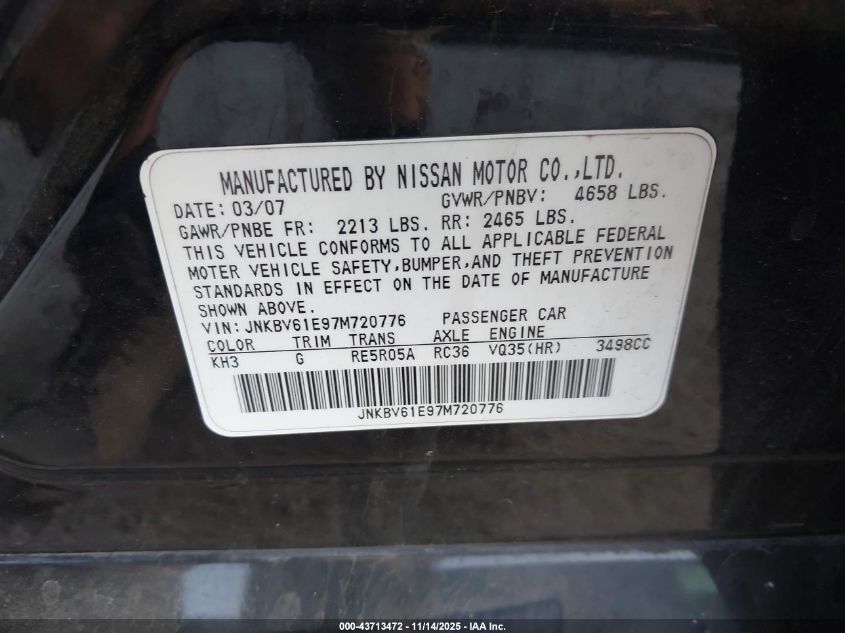 MANUFACTURED BY NISSAN MOTOR CO.,LTD.
DATE: 03/07 GVWR/PNBV: 4658 LBS.
GAWR/PNBE FR: 2213 LBS. RR: 2465 LBS.
THIS VEHICLE CONFORMS TO ALL APPLICABLE FEDERAL
MOTER VEHICLE SAFETY,BUMPER,AND THEFT PREVENTION
STANDARDS IN EFFECT ON THE DATE OF MANUFACTURE
SHOWN ABOVE.
VIN: JNKBV61E97M720776 PASSENGER CAR
COLOR TRIM TRANS AXLE ENGINE
KH3 G RE5R05A RC36 VQ35(HR) 3498CC
JNKBV61E97M720776
000-43713472 - 11/14/2025 - IAA Inc.